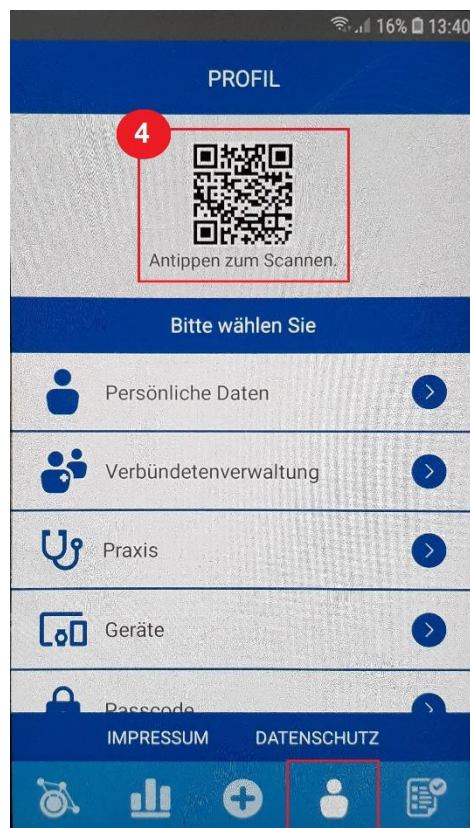 16% 13:40
PROFIL
4
Antippen zum Scannen.
Bitte wählen Sie
Persönliche Daten
Verbündetenverwaltung
Praxis
Geräte
Passcode
IMPRESSUM DATENSCHUTZ